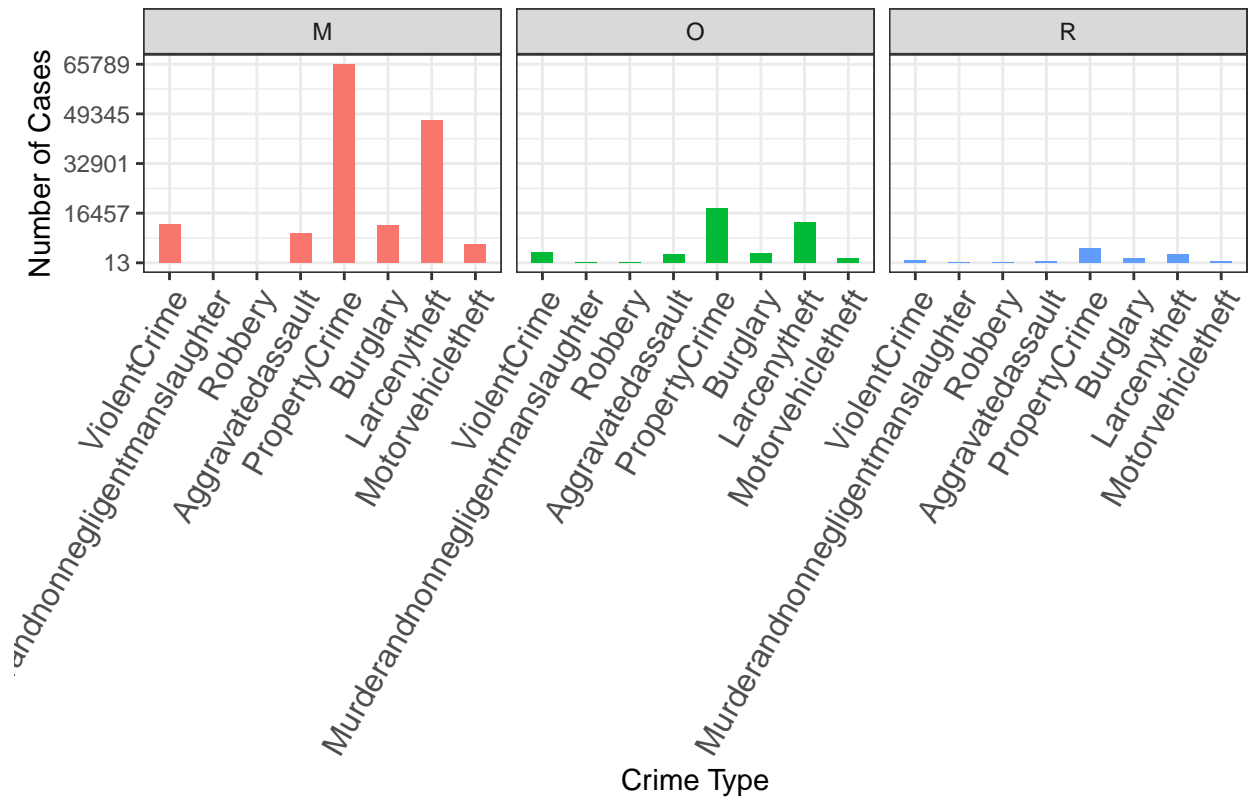 M
O
R
Number of Cases
65789
49345
32901
16457
13
ViolentCrime
andnonnegligentmanslaughter
Robbery
Aggravatedassault
PropertyCrime
Burglary
Larcenytheft
Motorvehicletheft
ViolentCrime
Murderandnonnegligentmanslaughter
Robbery
Aggravatedassault
PropertyCrime
Burglary
Larcenytheft
Motorvehicletheft
ViolentCrime
Murderandnonnegligentmanslaughter
Robbery
Aggravatedassault
PropertyCrime
Burglary
Larcenytheft
Motorvehicletheft
Crime Type